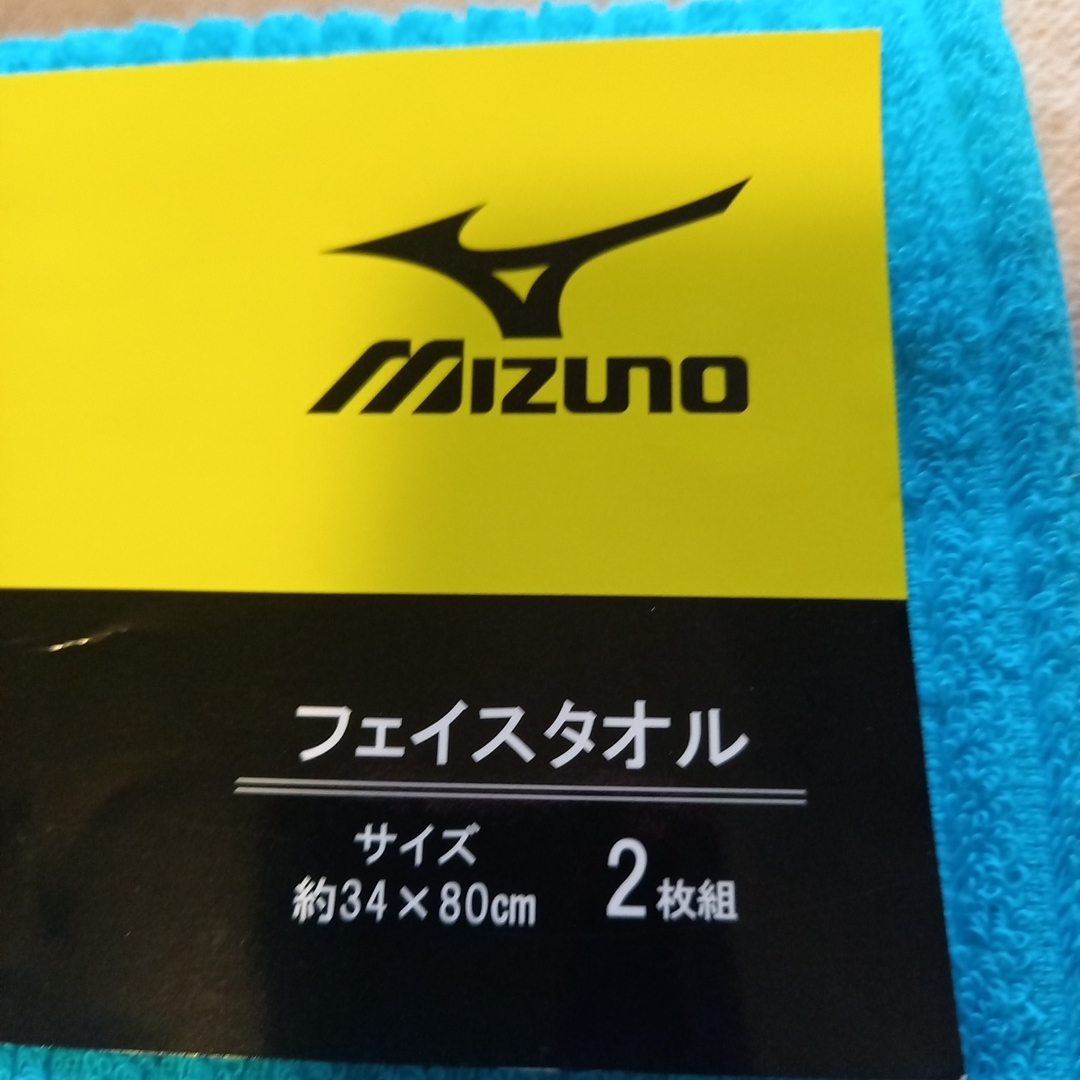 MIZUNO
フェイスタオル
サイズ
約34×80cm
2枚組